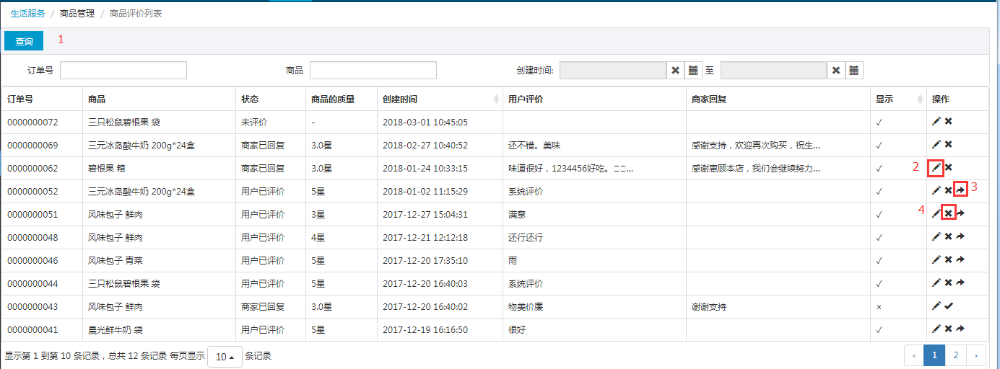 生活服务 / 商品管理 / 商品评价列表
查询 1
订单号 商品 创建时间: 至
订单号 商品 状态 商品的质量 创建时间 用户评价 商家回复 显示 操作
0000000072 三只松鼠碧根果 袋 未评价 - 2018-03-01 10:45:05 ✓
0000000069 三元冰岛酸牛奶 200g*24盒 商家已回复 3.0星 2018-02-27 10:40:52 还不错。美味 感谢支持，欢迎再次购买，祝生... ✓
0000000062 碧根果 箱 商家已回复 3.0星 2018-01-24 10:33:15 味道很好，1234456好吃。... 感谢惠顾本店，我们会继续努力... ✓ 2
0000000052 三元冰岛酸牛奶 200g*24盒 用户已评价 5星 2018-01-02 11:15:29 系统评价 ✓ 3
0000000051 风味包子 鲜肉 用户已评价 3星 2017-12-27 15:04:31 满意 ✓ 4
0000000048 风味包子 鲜肉 用户已评价 4星 2017-12-21 12:12:18 还行还行 ✓
0000000046 风味包子 青菜 用户已评价 5星 2017-12-20 17:35:10 雨 ✓
0000000044 三只松鼠碧根果 袋 用户已评价 5星 2017-12-20 16:40:03 系统评价 ✓
0000000043 风味包子 鲜肉 商家已回复 3.0星 2017-12-20 16:40:02 物美价廉 谢谢支持 ×
0000000041 晨光鲜牛奶 袋 用户已评价 5星 2017-12-19 16:16:50 很好 ✓
显示第 1 到第 10 条记录，总共 12 条记录 每页显示 10 条记录 ‹ 1 2 ›